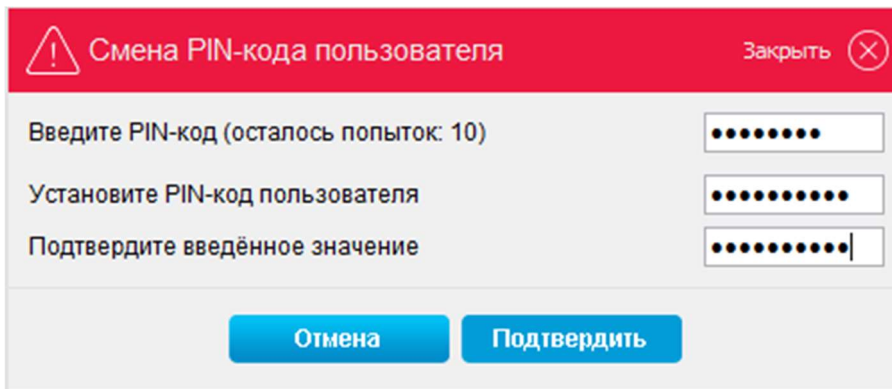 Смена PIN-кода пользователя Закрыть
Введите PIN-код (осталось попыток: 10) ••••••••
Установите PIN-код пользователя ••••••••••
Подтвердите введённое значение ••••••••••
Отмена Подтвердить